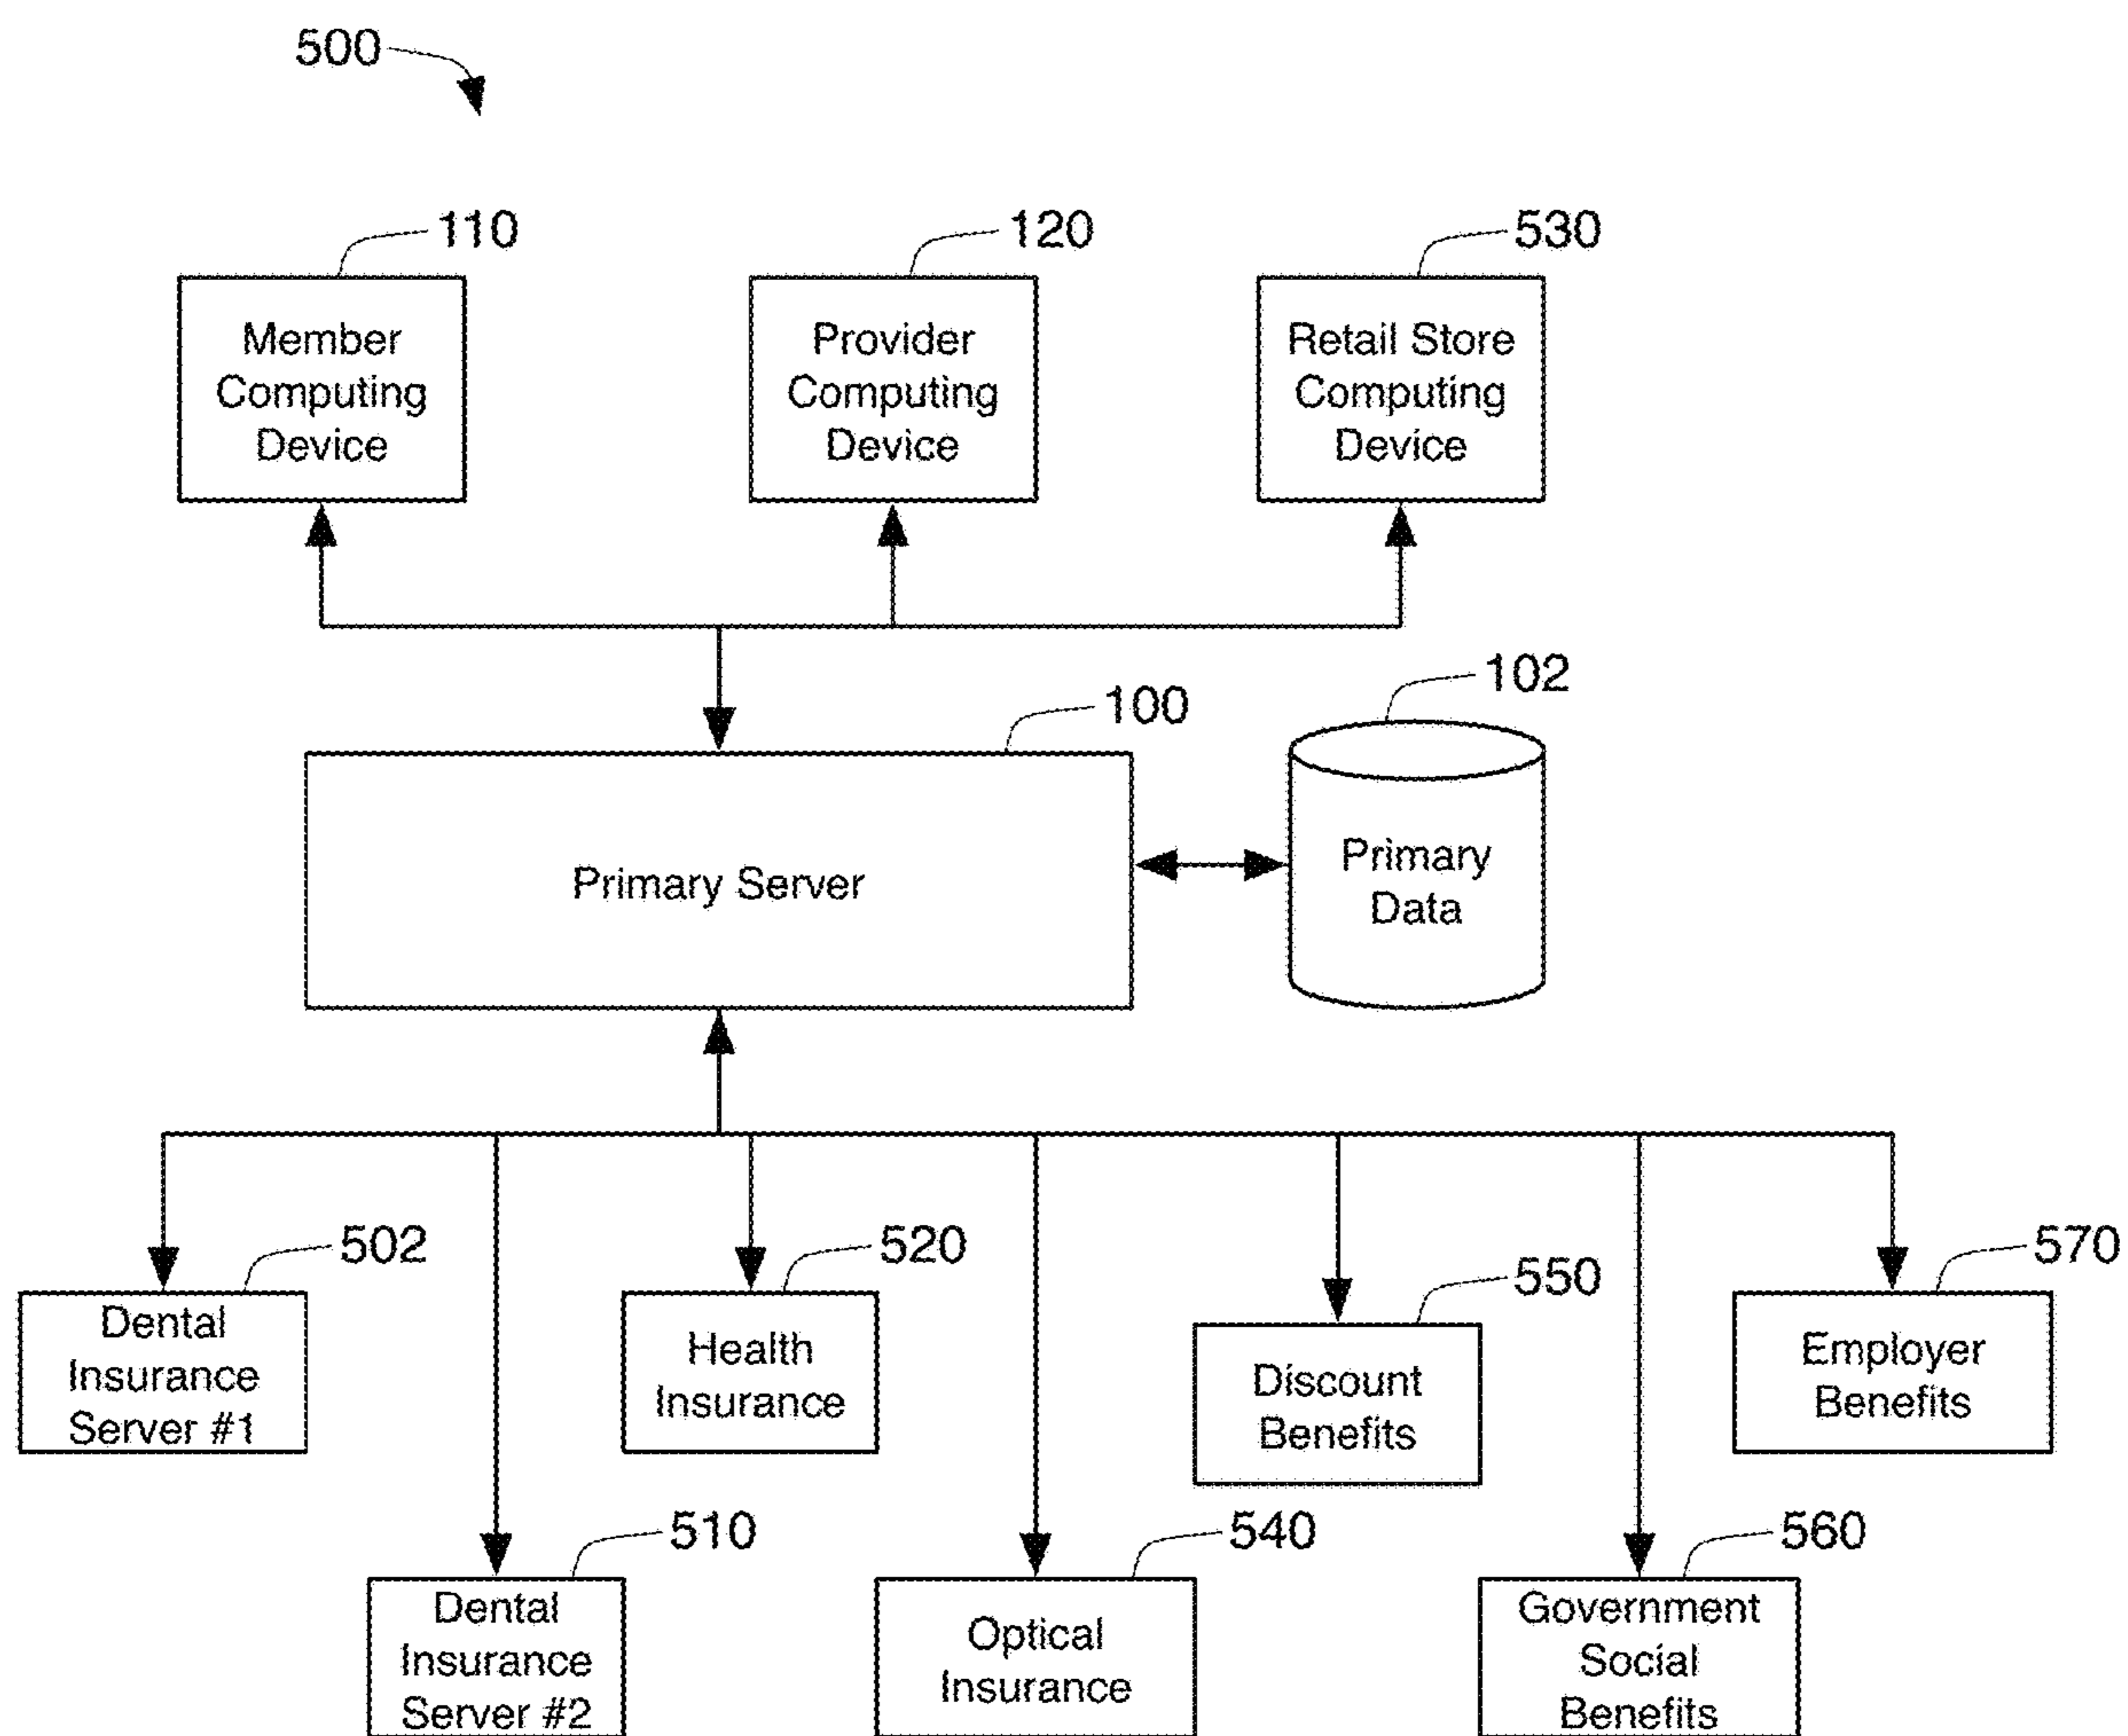 500
110
120
530
Member
Computing
Device
Provider
Computing
Device
Retail Store
Computing
Device
102
100
Primary Server
Primary
Data
502
520
550
570
Dental
Insurance
Server #1
Health
Insurance
Discount
Benefits
Employer
Benefits
510
540
560
Dental
Insurance
Server #2
Optical
Insurance
Government
Social
Benefits